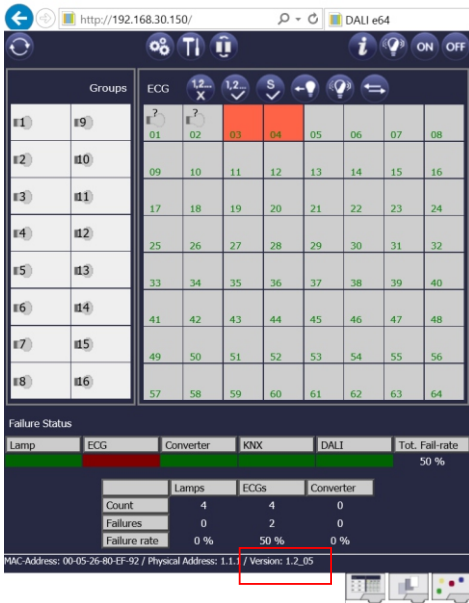 http://192.168.30.150/
DALI e64
i
ON
OFF
Groups
ECG
1,2...
1,2...
S
1
9
2
10
3
11
4
12
5
13
6
14
7
15
8
16
? ?
01 02 03 04 05 06 07 08
09 10 11 12 13 14 15 16
17 18 19 20 21 22 23 24
25 26 27 28 29 30 31 32
33 34 35 36 37 38 39 40
41 42 43 44 45 46 47 48
49 50 51 52 53 54 55 56
57 58 59 60 61 62 63 64
Failure Status
Lamp ECG Converter KNX DALI Tot. Fail-rate
50 %
Lamps ECGs Converter
Count 4 4 0
Failures 0 2 0
Failure rate 0 % 50 % 0 %
MAC-Address: 00-05-26-80-EF-92 / Physical Address: 1.1.1 / Version: 1.2_05